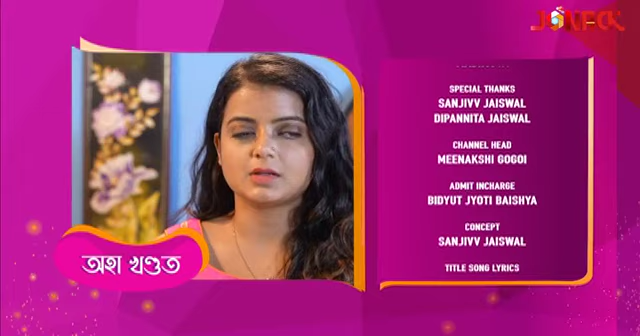 SPECIAL THANKS
SANJIVV JAISWAL
DIPANNITA JAISWAL
CHANNEL HEAD
MEENAKSHI GOGOI
ADMIT INCHARGE
BIDYUT JYOTI BAISHYA
CONCEPT
SANJIVV JAISWAL
TITLE SONG LYRICS
অহা খণ্ডত